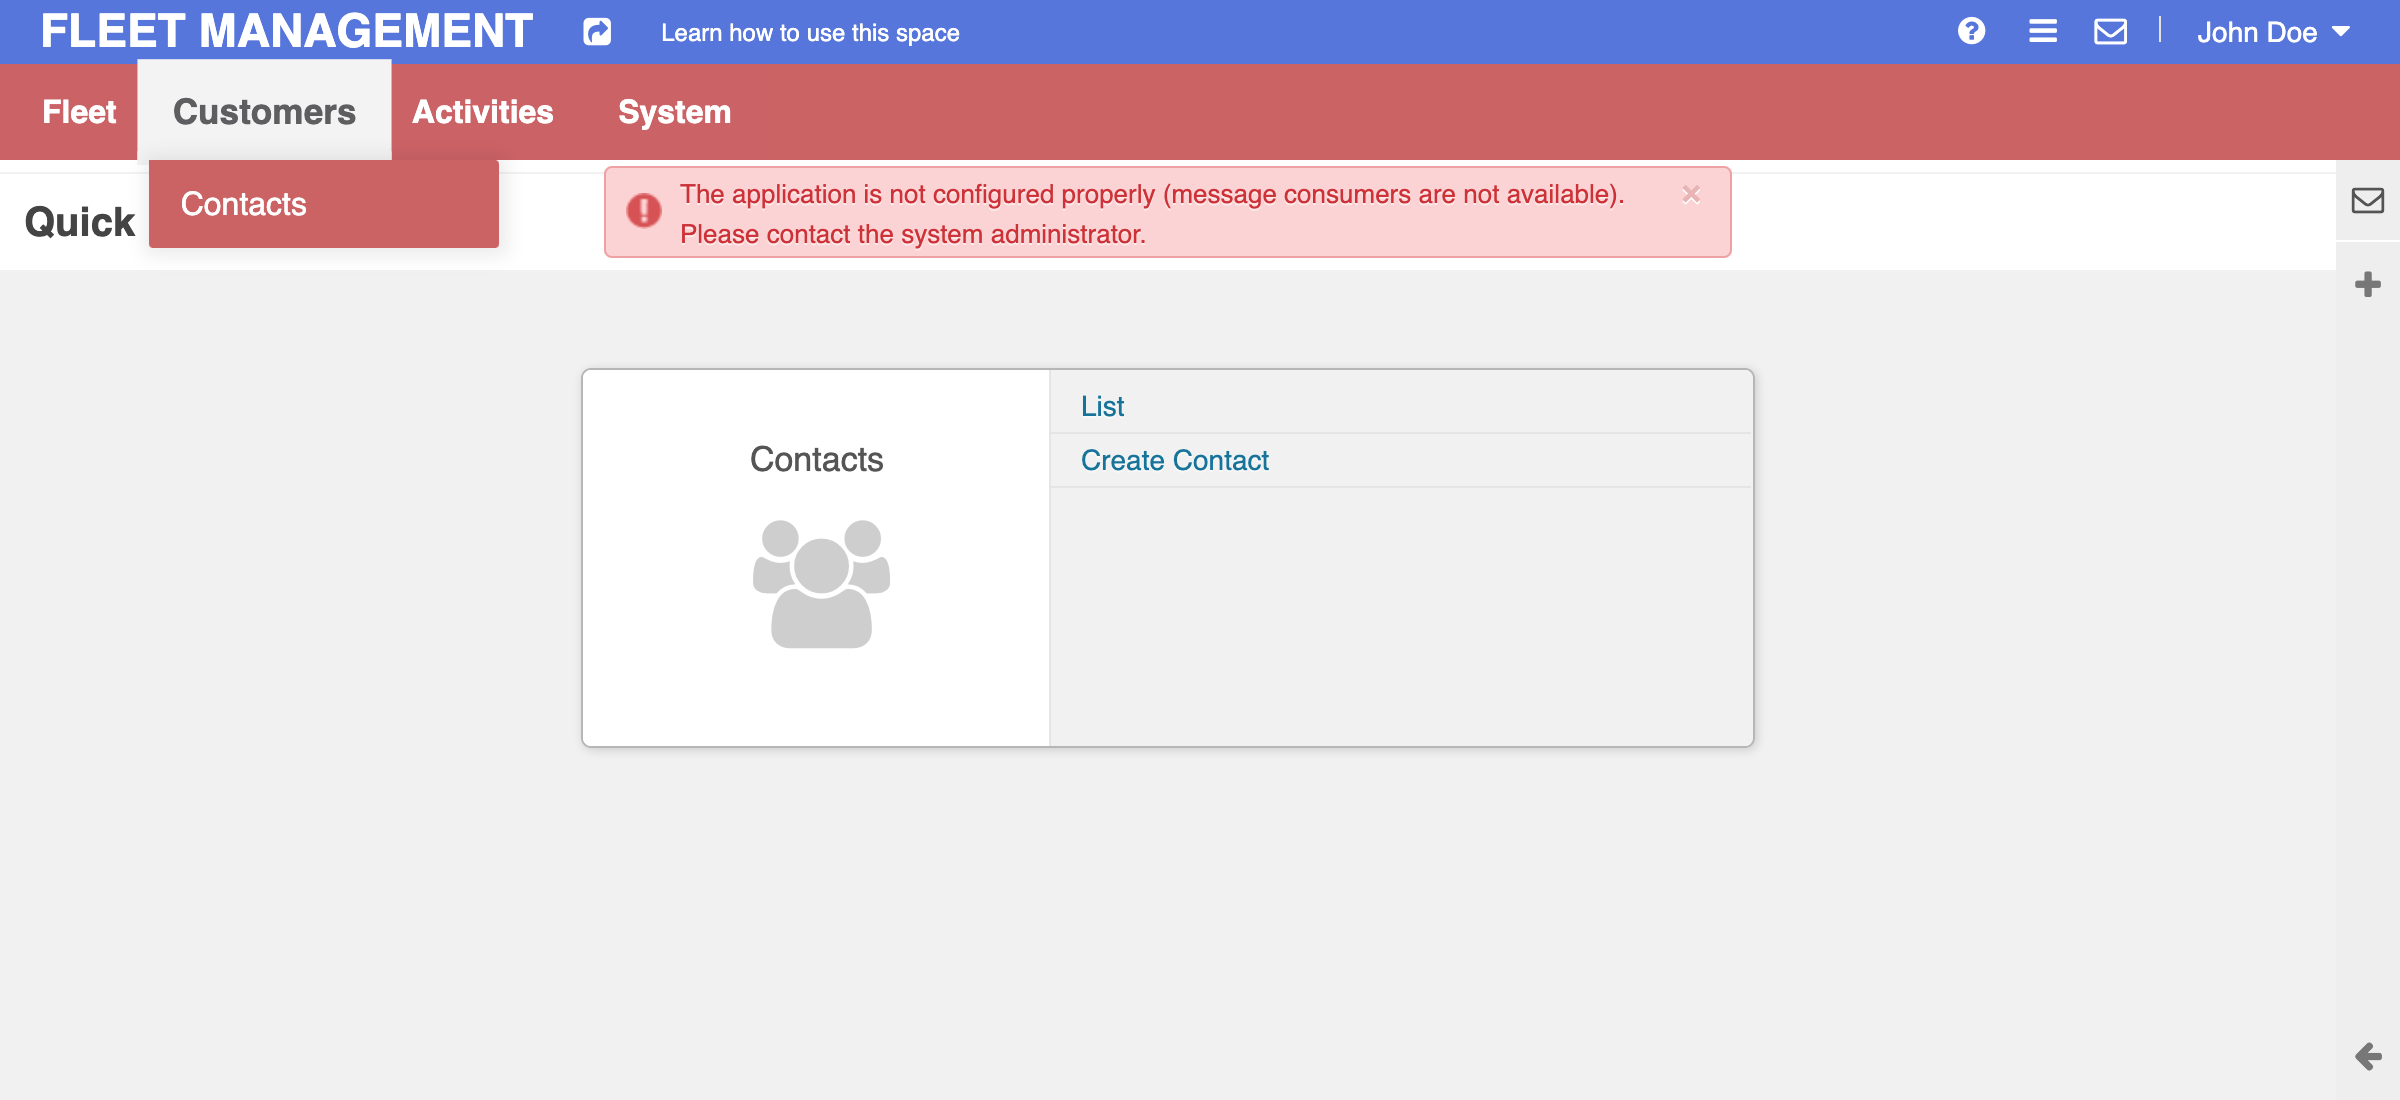 FLEET MANAGEMENT
Learn how to use this space
John Doe
Fleet
Customers
Activities
System
Contacts
Quick
The application is not configured properly (message consumers are not available).
Please contact the system administrator.
Contacts
List
Create Contact